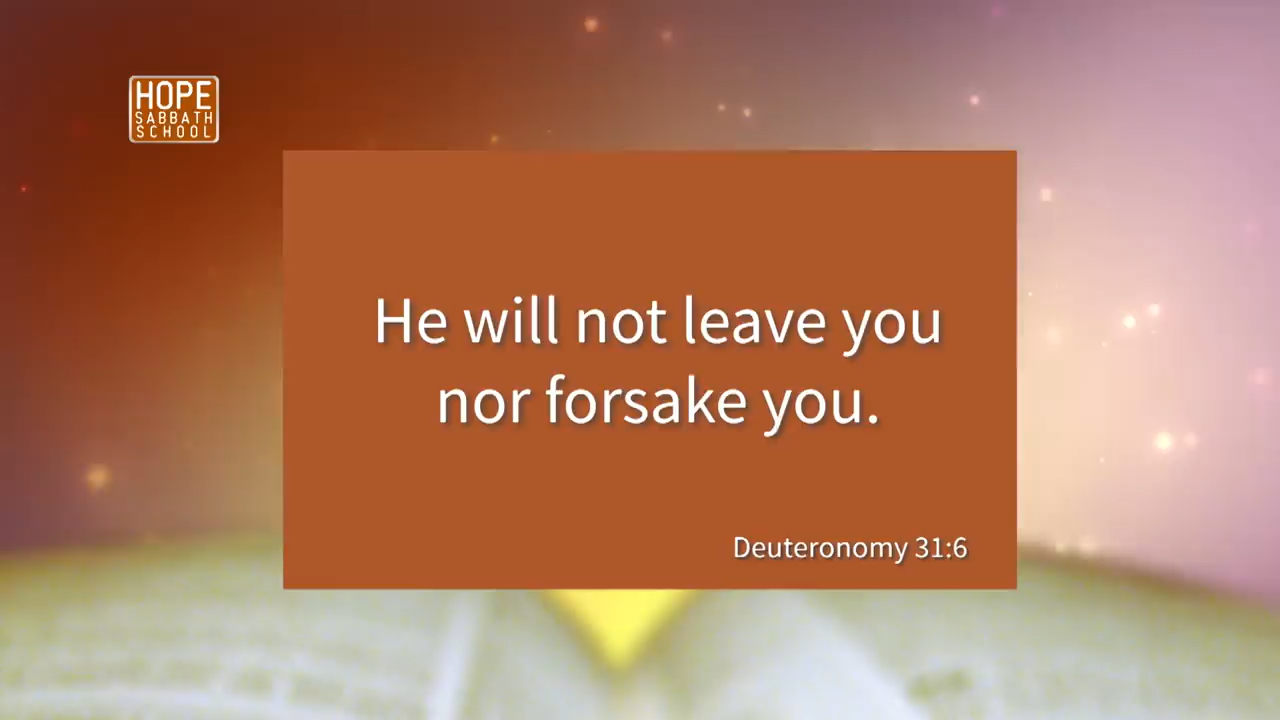 HOPE
SABBATH
SCHOOL
He will not leave you
nor forsake you.
Deuteronomy 31:6